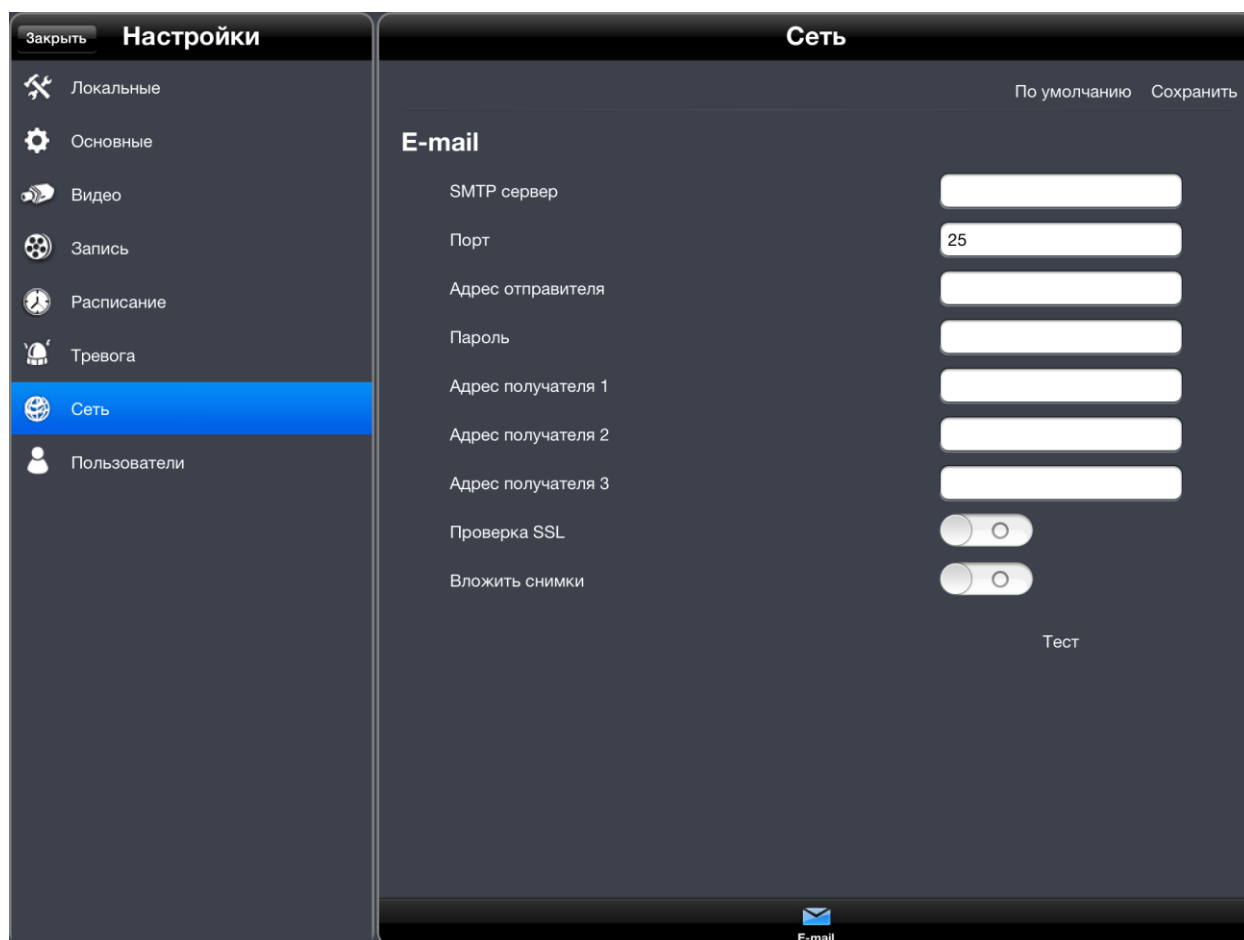 Закрыть Настройки
Локальные
Основные
Видео
Запись
Расписание
Тревога
Сеть
Пользователи
Сеть
По умолчанию Сохранить
E-mail
SMTP сервер
Порт 25
Адрес отправителя
Пароль
Адрес получателя 1
Адрес получателя 2
Адрес получателя 3
Проверка SSL
Вложить снимки
Тест
E-mail